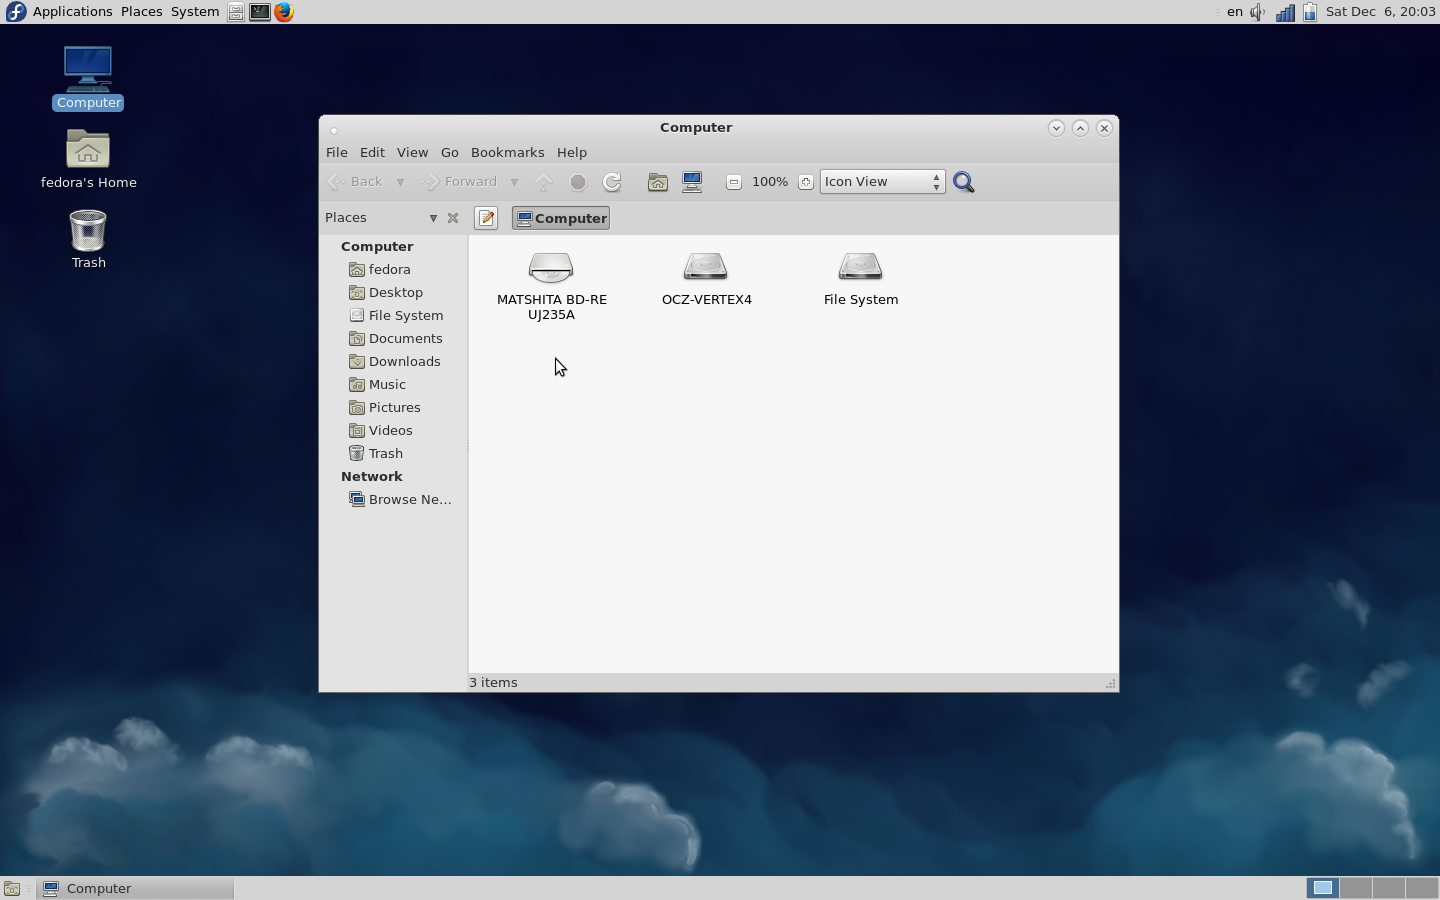 Applications Places System
en Sat Dec  6, 20:03
Computer
fedora's Home
Trash
Computer
File Edit View Go Bookmarks Help
Back Forward 100% Icon View
Places Computer
Computer
fedora
Desktop
File System
Documents
Downloads
Music
Pictures
Videos
Trash
Network
Browse Ne...
MATSHITA BD-RE
UJ235A
OCZ-VERTEX4
File System
3 items
Computer